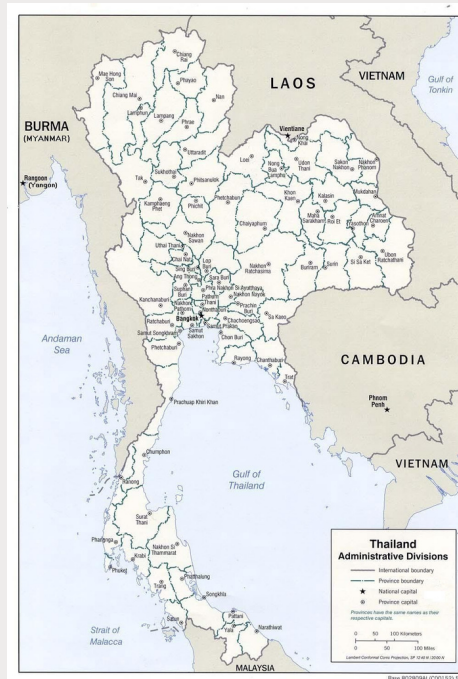 Chiang
Rai
Mae Hong
Son
Phayao
Chiang Mai
Nan
Lamphun
Lampang
Phrae
LAOS
VIETNAM
Gulf of
Tonkin
BURMA
(MYANMAR)
Rangoon
(Yangon)
Vientiane
Nong
Khai
Uttaradit
Loei
Udon
Thani
Nong
Bua
Lamphu
Sakon
Nakhon
Nakhon
Phanom
Tak
Sukhothai
Phitsanulok
Phetchabun
Khon
Kaen
Kalasin
Mukdahan
Kamphaeng
Phet
Phichit
Maha
Sarakham
Roi Et
Yasothon
Amnat
Charoen
Chaiyaphum
Nakhon
Sawan
Uthai Thani
Chai Nat
Lop
Buri
Sing Buri
Ang Thong
Sara Buri
Nakhon
Ratchasima
Buriram
Surin
Si Sa Ket
Ubon
Ratchathani
Suphan
Buri
Phra Nakhon Si Ayutthaya
Nakhon Nayok
Kanchanaburi
Nakhon
Pathom
Pathum
Thani
Nonthaburi
Prachin
Buri
Sa Kaeo
Ratchaburi
Bangkok
Chachoengsao
Samut Prakan
Samut Songkhram
Samut
Sakhon
Chon Buri
Phetchaburi
Rayong
Chanthaburi
Trat
Andaman
Sea
CAMBODIA
Phnom
Penh
Prachuap Khiri Khan
VIETNAM
Chumphon
Ranong
Gulf of
Thailand
Surat
Thani
Phangnga
Krabi
Nakhon Si
Thammarat
Phuket
Trang
Phatthalung
Songkhla
Satun
Pattani
Yala
Narathiwat
Strait of
Malacca
MALAYSIA
Thailand
Administrative Divisions
International boundary
Province boundary
National capital
Province capital
Provinces have the same names as their
respective capitals.
0 50 100 Kilometers
0 50 100 Miles